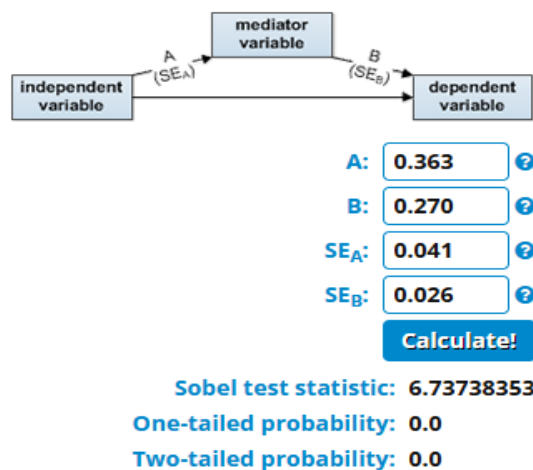 mediator
variable
A
(SEA)
B
(SEB)
independent
variable
dependent
variable
A: 0.363 ?
B: 0.270 ?
SEA: 0.041 ?
SEB: 0.026 ?
Calculate!
Sobel test statistic: 6.73738353
One-tailed probability: 0.0
Two-tailed probability: 0.0